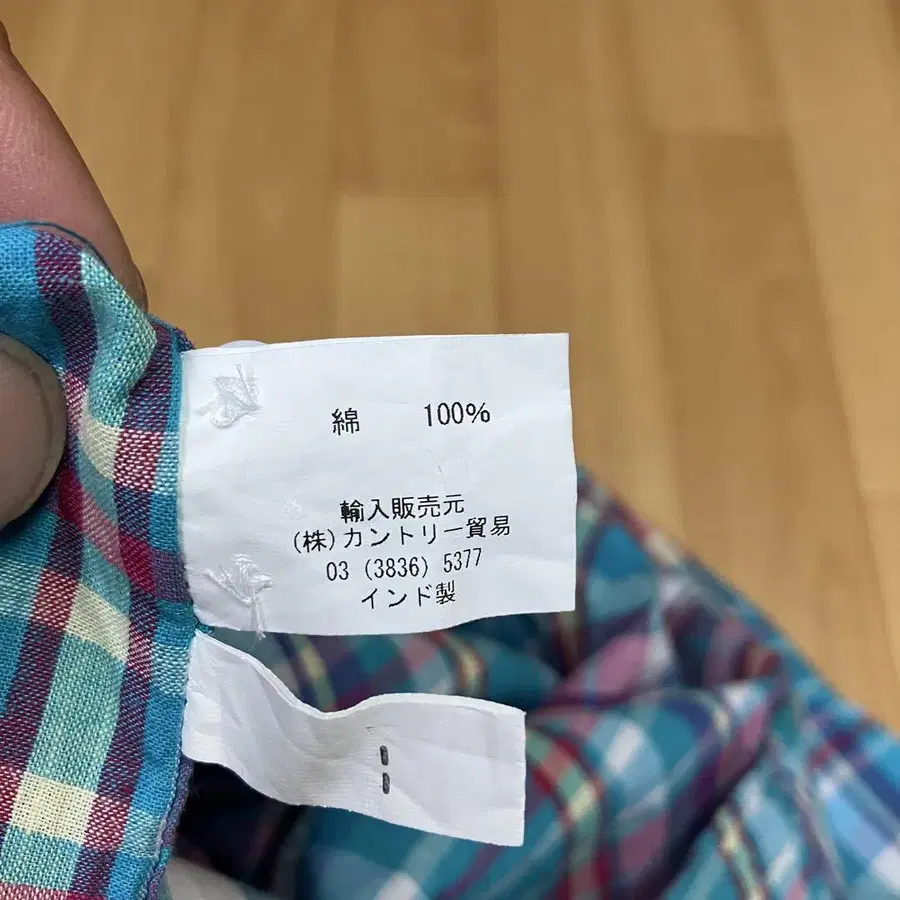 綿 100%
輸入販売元
(株)カントリー貿易
03 (3836) 5377
インド製